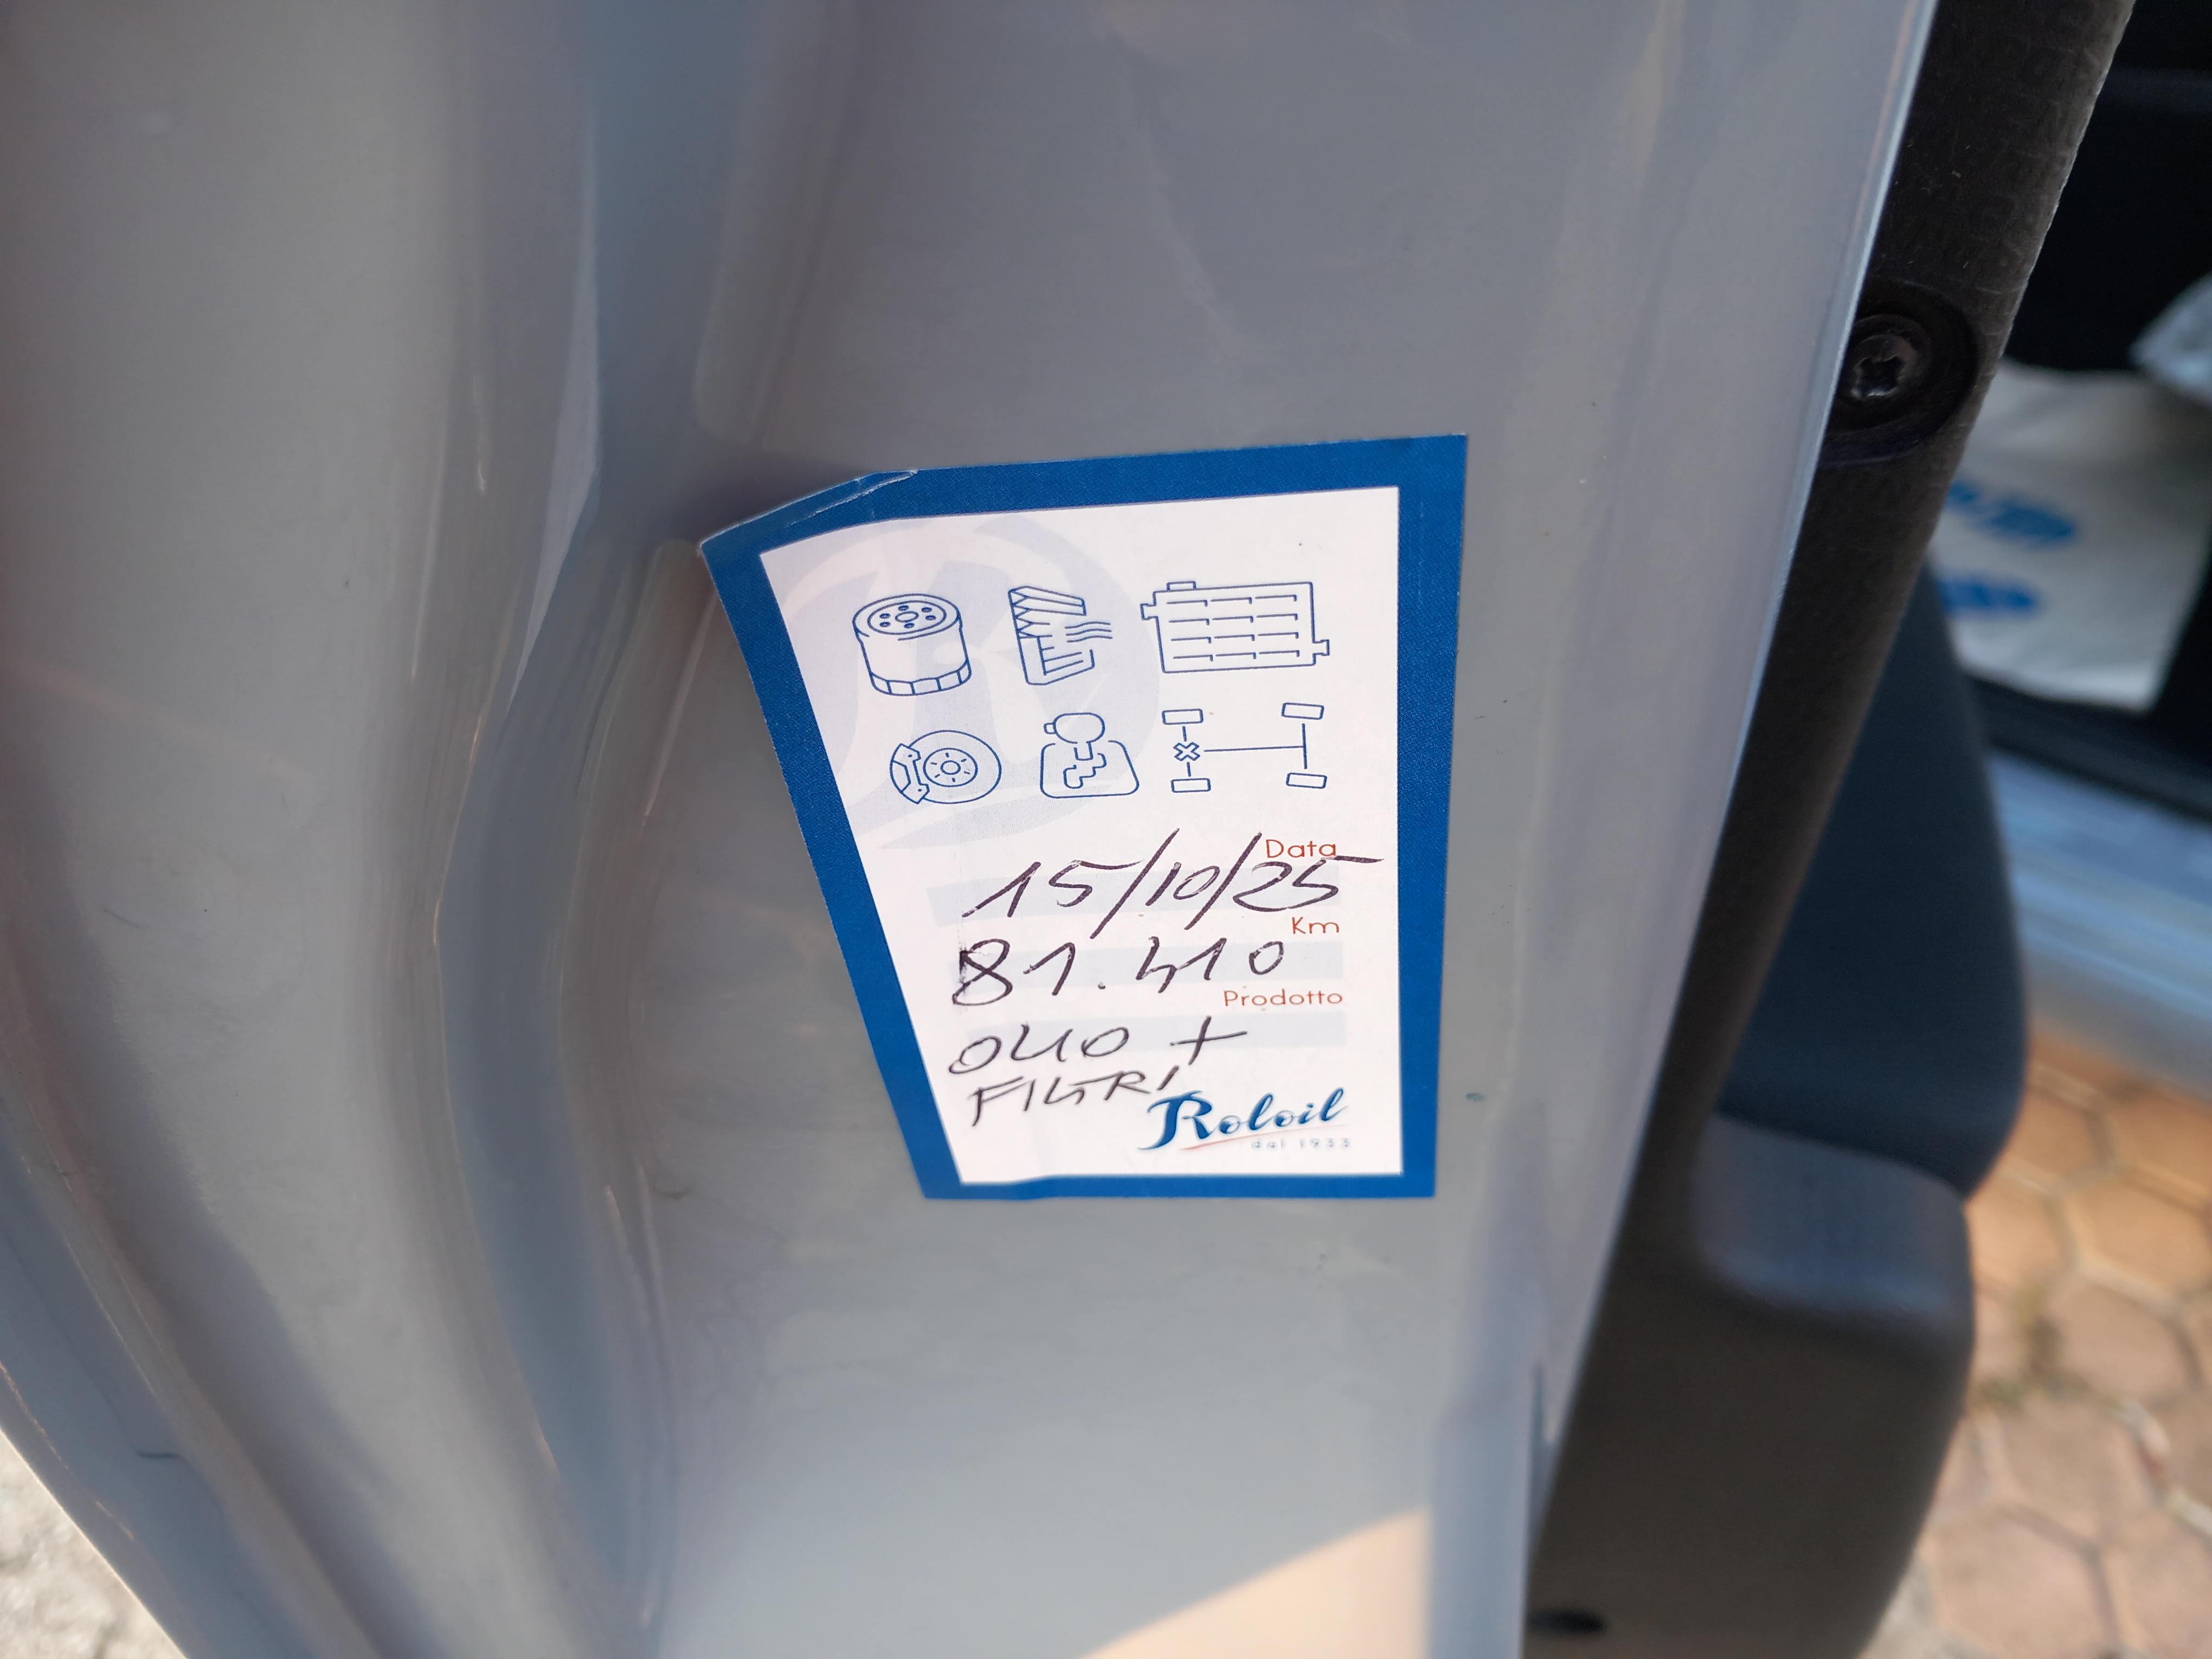 Data
15/10/25
Km
81.410
Prodotto
OLIO +
FILTRI
Roloil
dal 1933